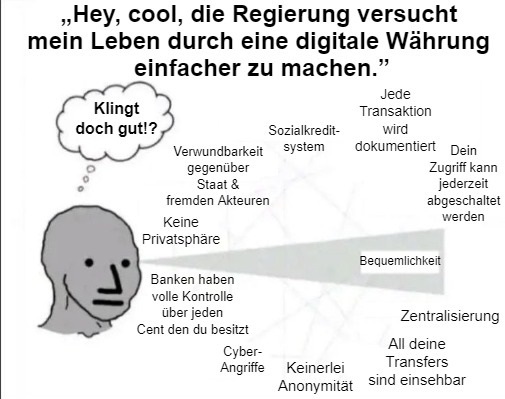 „Hey, cool, die Regierung versucht
mein Leben durch eine digitale Währung
einfacher zu machen.”
Klingt
doch gut!?
Jede
Transaktion
wird
dokumentiert
Sozialkredit-
system
Dein
Zugriff kann
jederzeit
abgeschaltet
werden
Verwundbarkeit
gegenüber
Staat &
fremden Akteuren
Keine
Privatsphäre
Bequemlichkeit
Banken haben
volle Kontrolle
über jeden
Cent den du besitzt
Zentralisierung
Cyber-
Angriffe
Keinerlei
Anonymität
All deine
Transfers
sind einsehbar